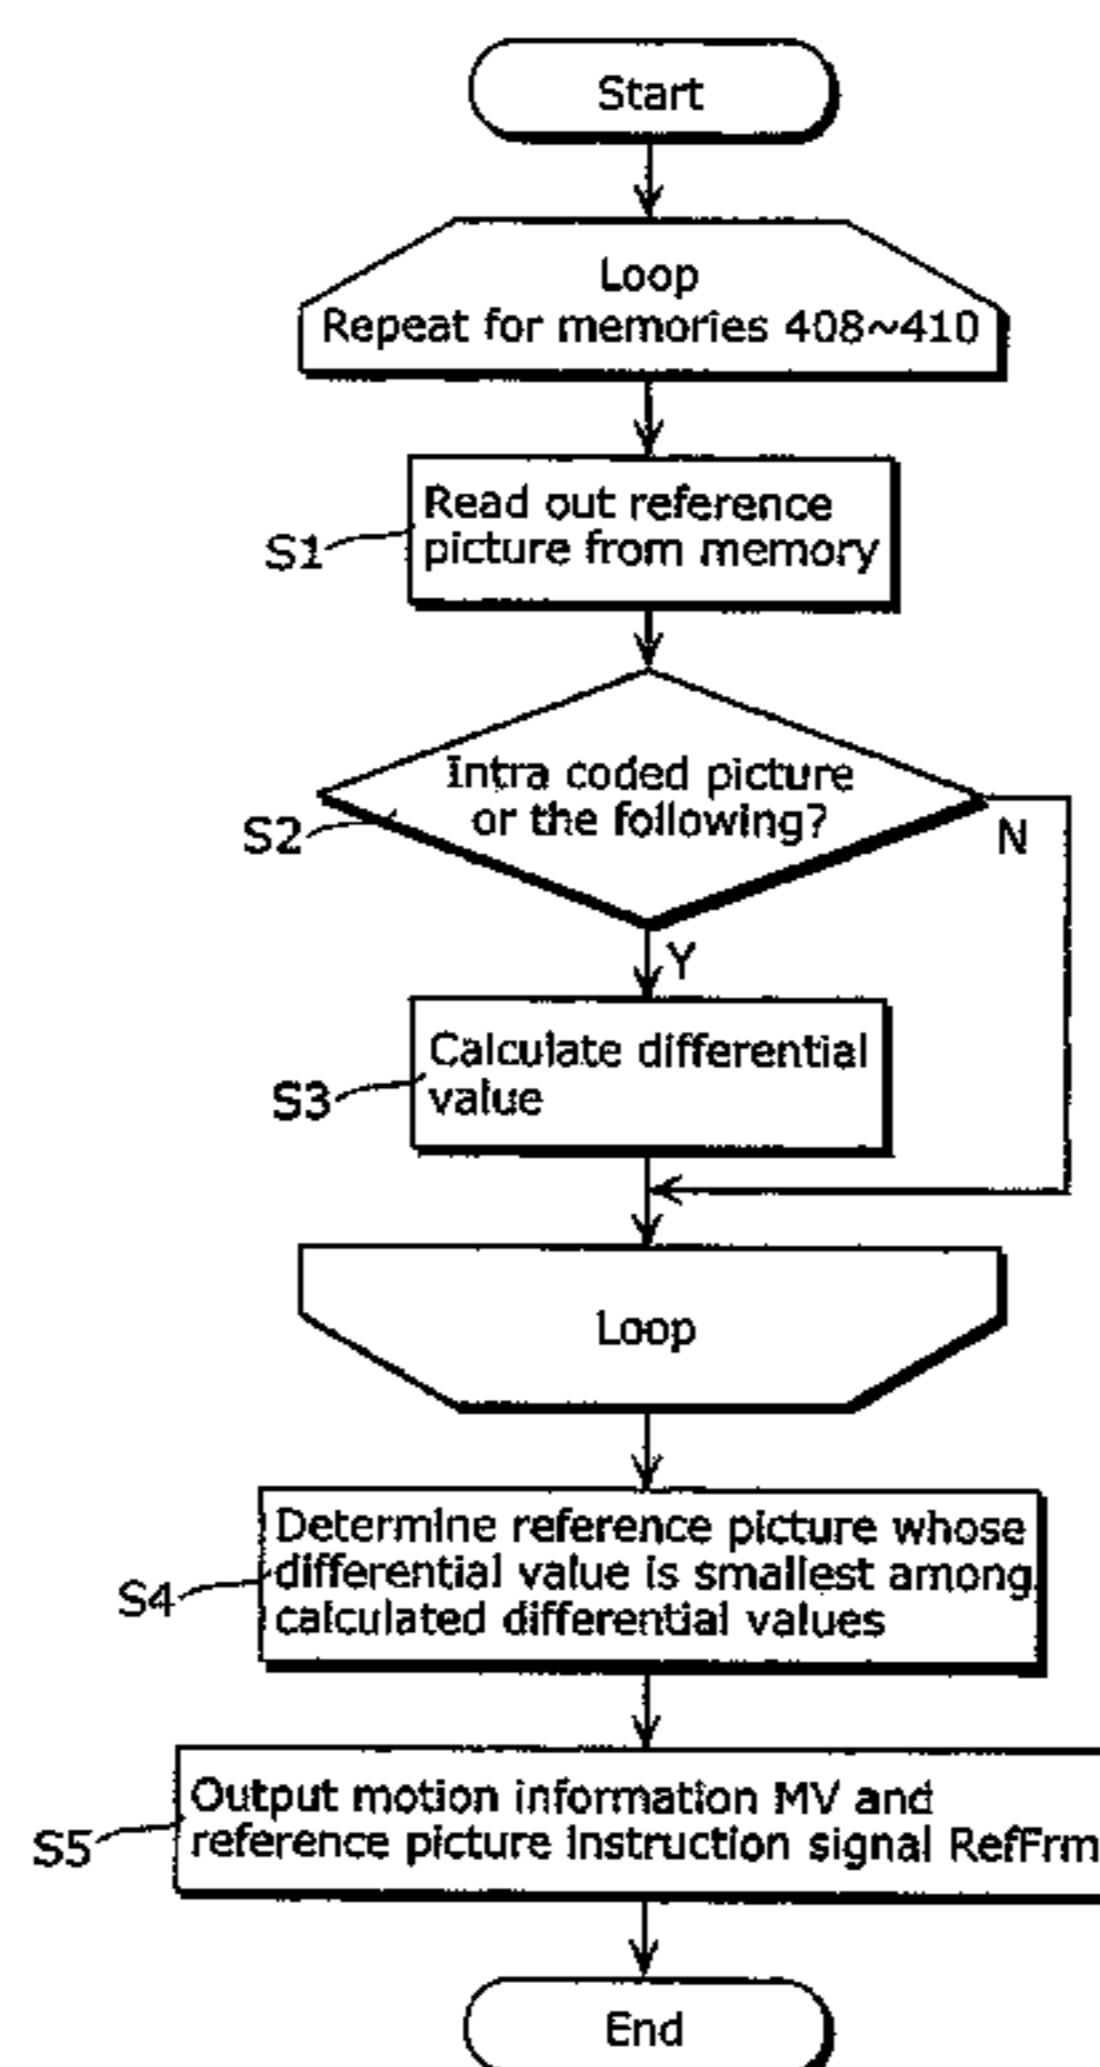 Start
Loop
Repeat for memories 408~410
Read out reference
picture from memory
S1
Intra coded picture
or the following?
S2
N
Y
Calculate differential
value
S3
Loop
Determine reference picture whose
differential value is smallest among
calculated differential values
S4
Output motion information MV and
reference picture instruction signal RefFrm
S5
End